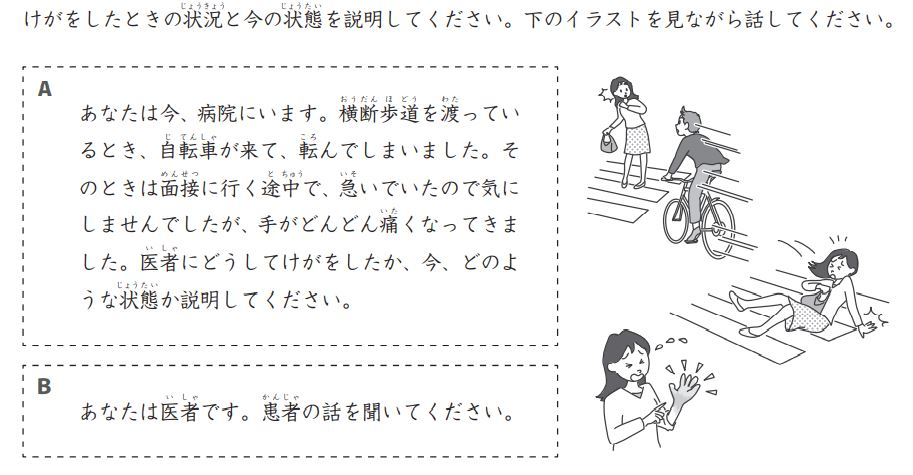 けがをしたときの状況と今の状態を説明してください。下のイラストを見ながら話してください。
A
あなたは今、病院にいます。横断歩道を渡ってい
るとき、自転車が来て、転んでしまいました。そ
のときは面接に行く途中で、急いでいたので気に
しませんでしたが、手がどんどん痛くなってきま
した。医者にどうしてけがをしたか、今、どのよ
うな状態か説明してください。
B
あなたは医者です。患者の話を聞いてください。